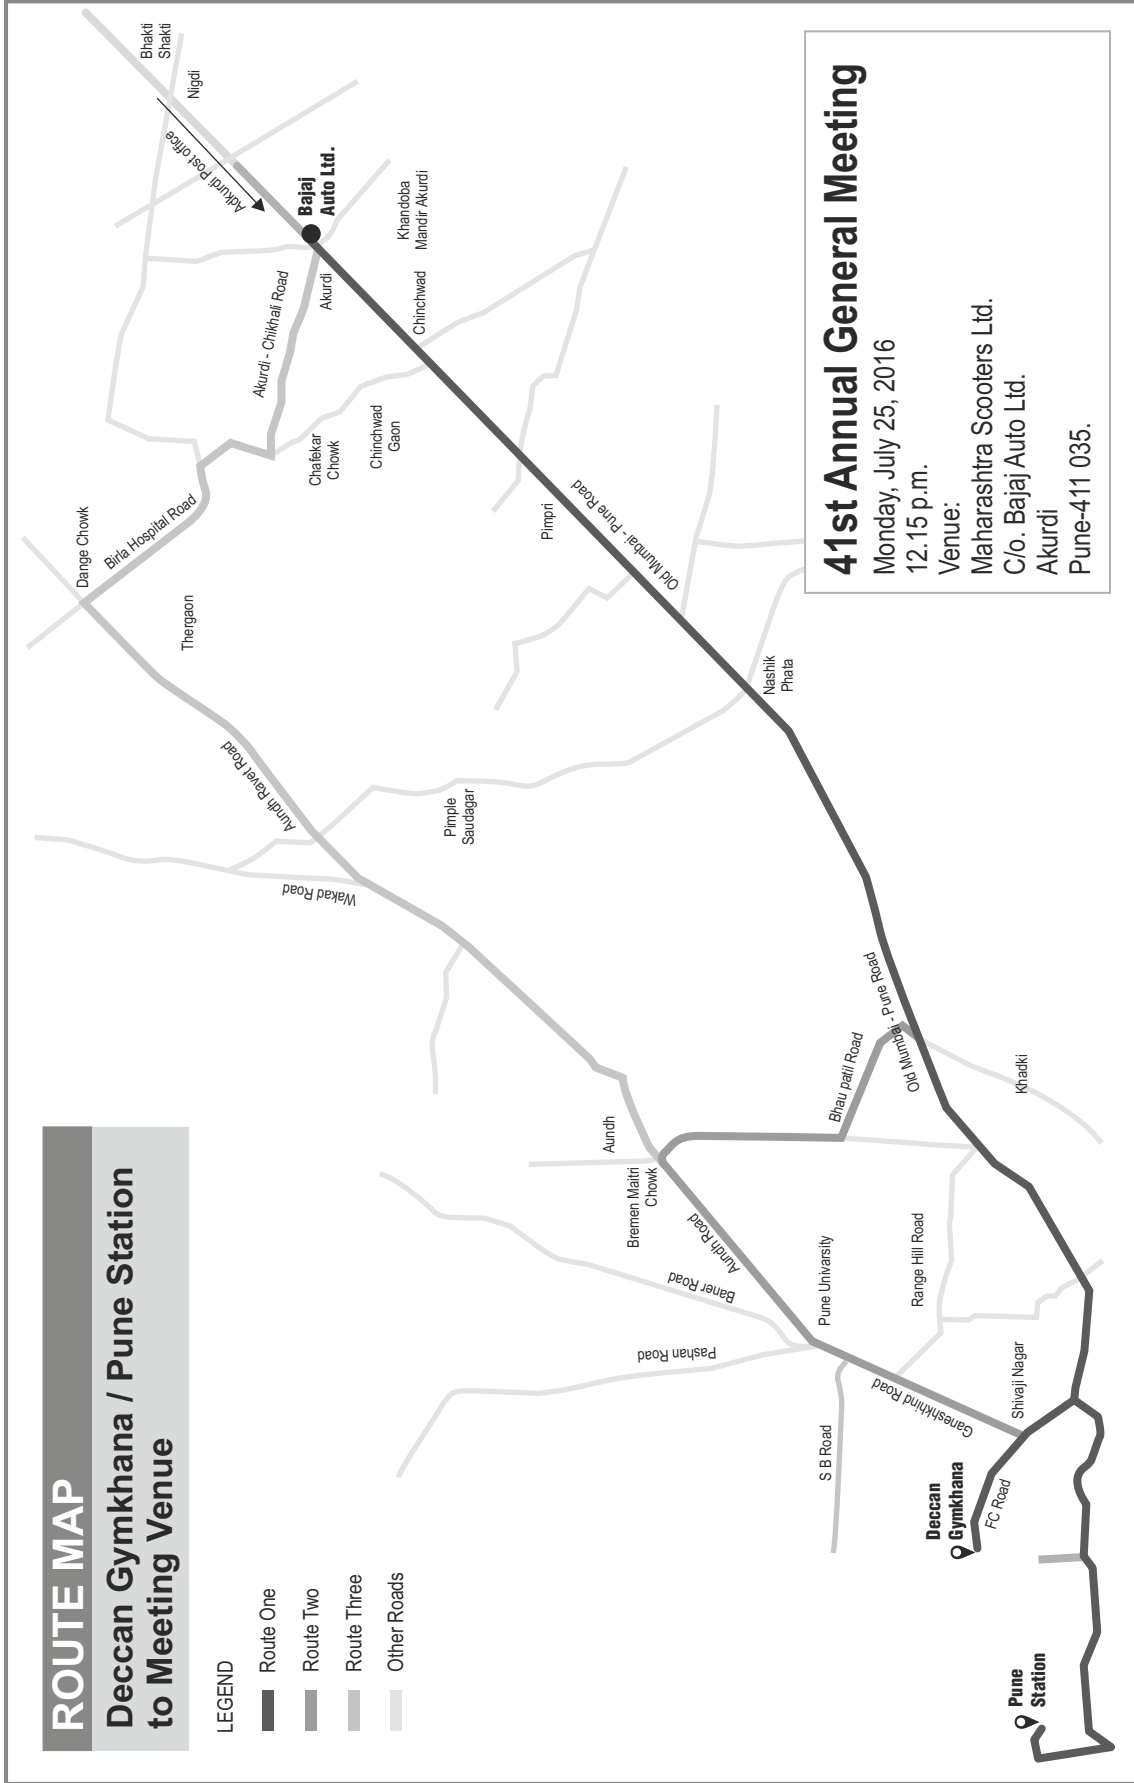 ROUTE MAP
Deccan Gymkhana / Pune Station
to Meeting Venue
LEGEND
Route One
Route Two
Route Three
Other Roads
Dange Chowk
Birla Hospital Road
Thergaon
Aundh Ravet Road
Wakad Road
Pimple
Saudagar
Akurdi - Chikhali Road
Chafekar
Chowk
Chinchwad
Gaon
Bhakti
Shakti
Nigdi
Adkurdi Post office
Bajaj
Auto Ltd.
Akurdi
Khandoba
Mandir Akurdi
Chinchwad
Pimpri
Old Mumbai - Pune Road
Nashik
Phata
Aundh
Bremen Maitri
Chowk
Aundh Road
Baner Road
Pashan Road
Pune University
Bhau patil Road
Old Mumbai - Pune Road
Khadki
Range Hill Road
Ganeshkhind Road
Shivaji Nagar
S B Road
Deccan
Gymkhana
FC Road
Pune
Station
41st Annual General Meeting
Monday, July 25, 2016
12.15 p.m.
Venue:
Maharashtra Scooters Ltd.
C/o. Bajaj Auto Ltd.
Akurdi
Pune-411 035.